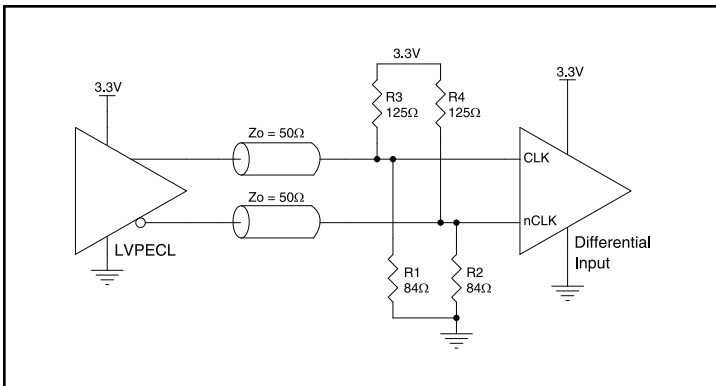 3.3V
3.3V
R3
125Ω
R4
125Ω
3.3V
Zo = 50Ω
CLK
Zo = 50Ω
nCLK
LVPECL
Differential
Input
R1
84Ω
R2
84Ω